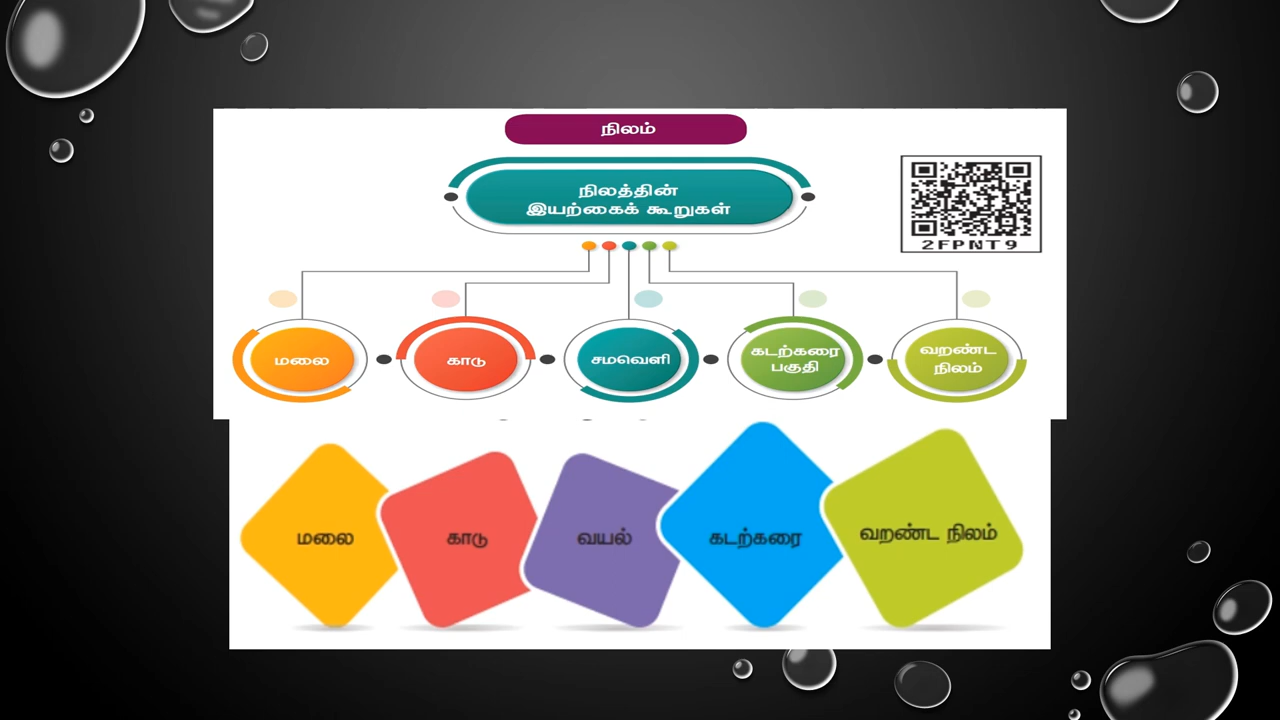 நிலம்
நிலத்தின்
இயற்கைக் கூறுகள்
2FPNT9
மலை
காடு
சமவெளி
கடற்கரை
பகுதி
வறண்ட
நிலம்
மலை
காடு
வயல்
கடற்கரை
வறண்ட நிலம்